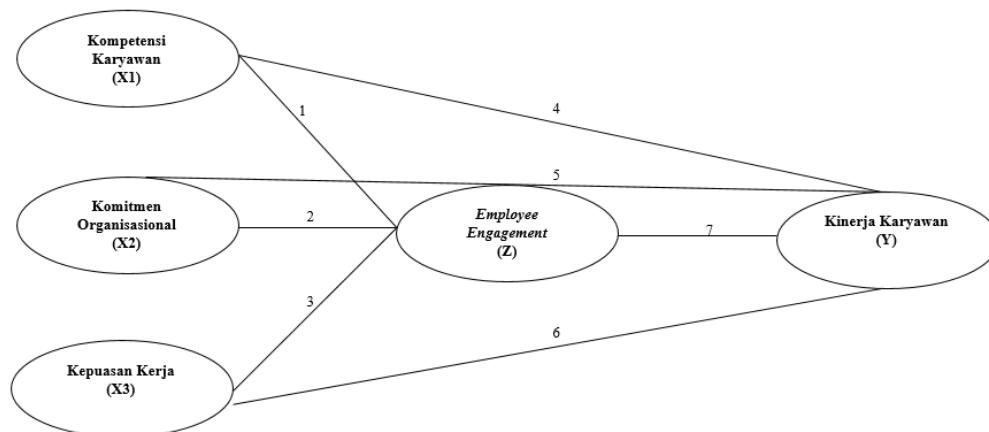 Kompetensi
Karyawan
(X1)
1
4
Komitmen
Organisasional
(X2)
2
5
Employee
Engagement
(Z)
7
Kinerja Karyawan
(Y)
3
6
Kepuasan Kerja
(X3)